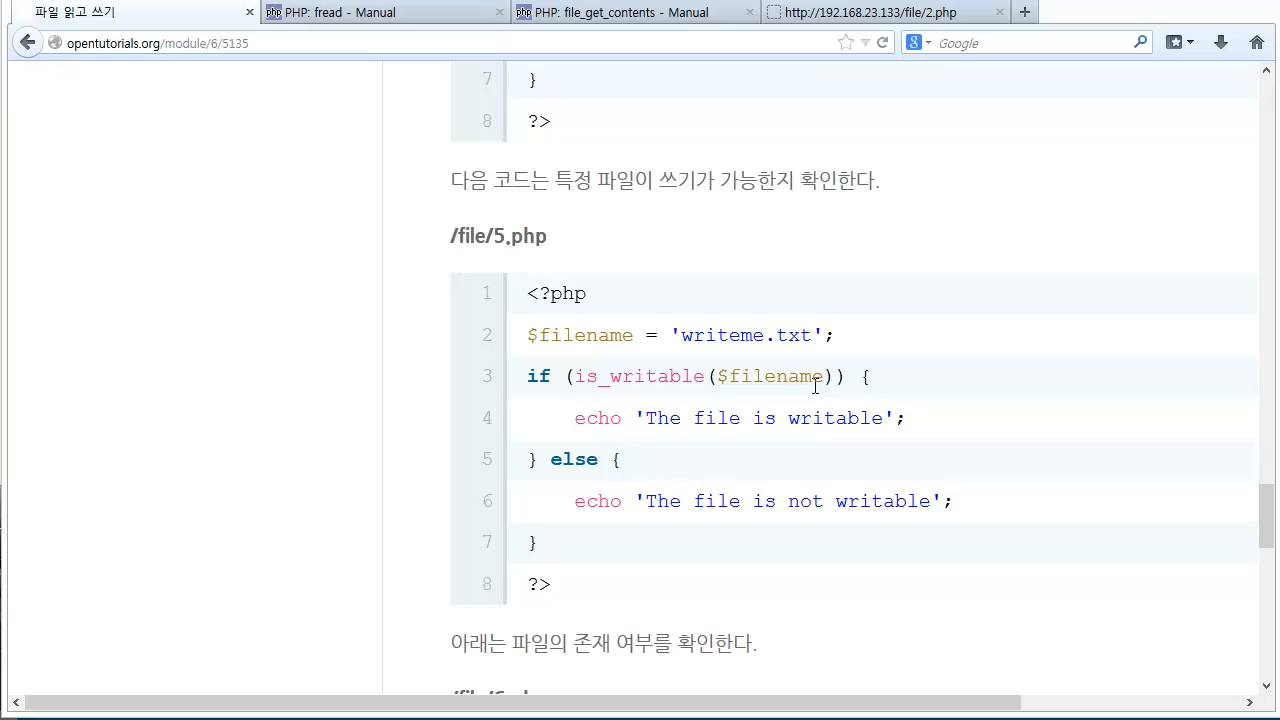 파일 읽고 쓰기
PHP: fread - Manual
PHP: file_get_contents - Manual
http://192.168.23.133/file/2.php
opentutorials.org/module/6/5135
Google
7 }
8 ?>
다음 코드는 특정 파일이 쓰기가 가능한지 확인한다.
/file/5.php
1 <?php
2 $filename = 'writeme.txt';
3 if (is_writable($filename)) {
4 echo 'The file is writable';
5 } else {
6 echo 'The file is not writable';
7 }
8 ?>
아래는 파일의 존재 여부를 확인한다.